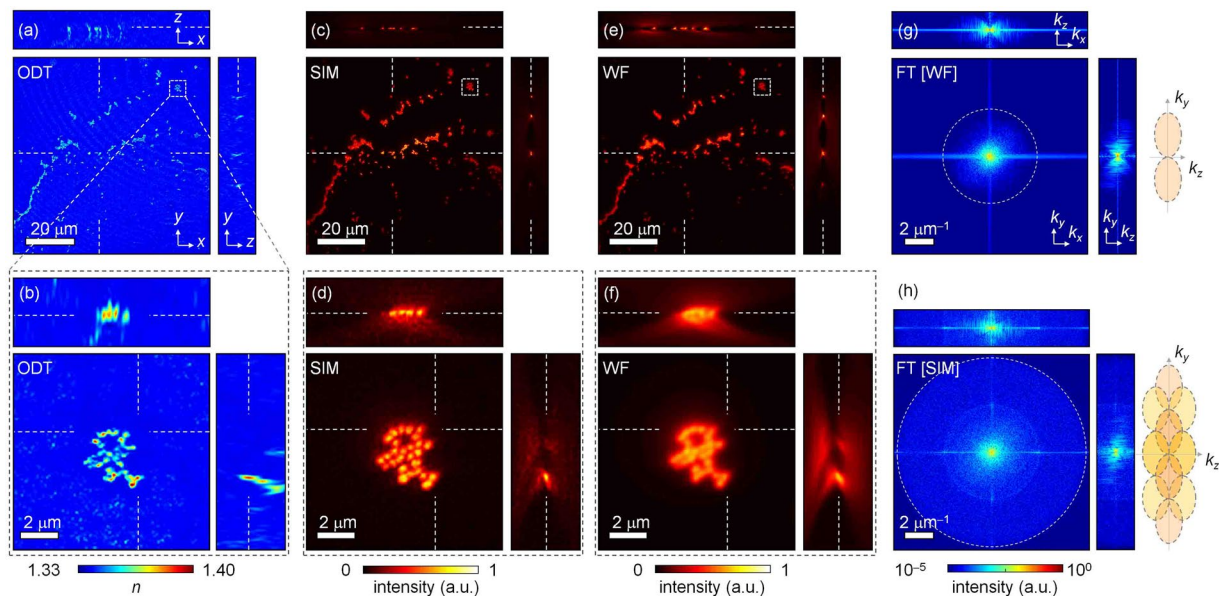 (a)
z
x
ODT
20 μm
y
x
y
z
(c)
SIM
20 μm
(e)
WF
20 μm
(g)
kz
kx
FT [WF]
2 μm⁻¹
ky
kx
ky
kz
ky
kz
(b)
ODT
2 μm
(d)
SIM
2 μm
(f)
WF
2 μm
(h)
FT [SIM]
2 μm⁻¹
ky
kz
1.33 1.40
n
0 1
intensity (a.u.)
0 1
intensity (a.u.)
10⁻⁵ 10⁰
intensity (a.u.)